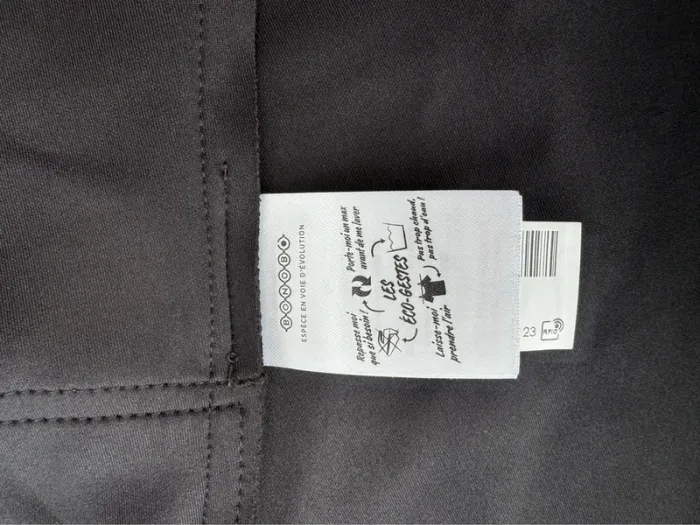 BONOBO
ESPÈCE EN VOIE D'ÉVOLUTION
Repasse moi
que si besoin !
Porte-moi un max
avant de me laver
LES
ÉCO-GESTES
Laisse-moi
prendre l'air
Pas trop chaud,
pas trop d'eau !
23